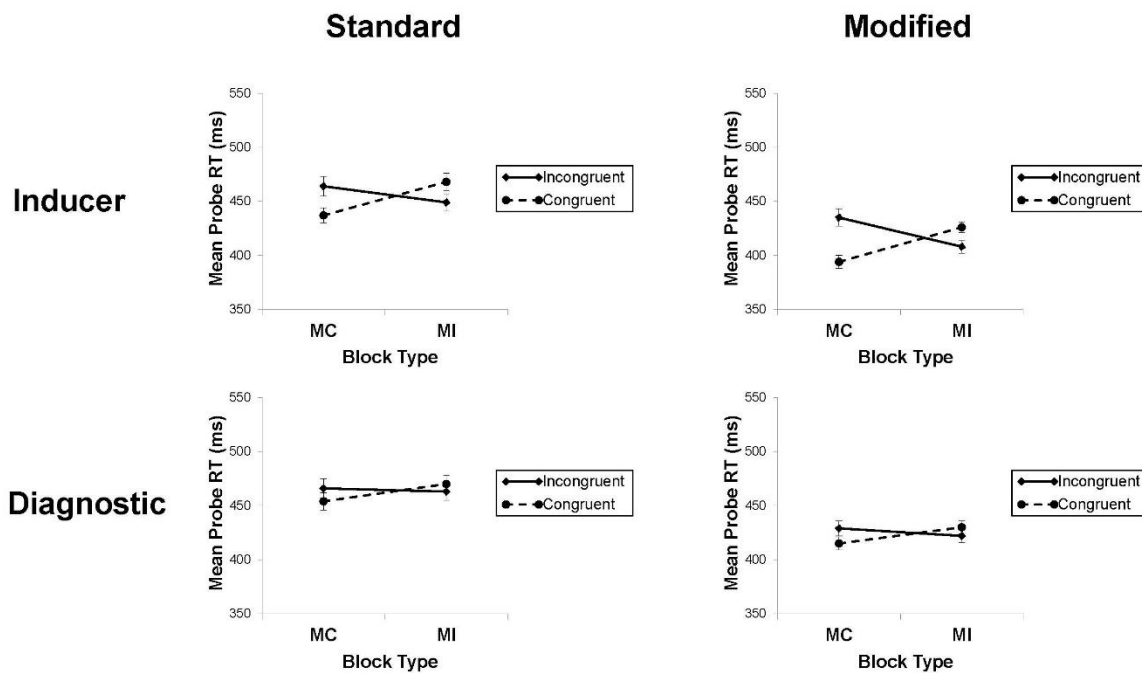 Standard
Modified
Inducer
Mean Probe RT (ms)
550
500
450
400
350
MC
MI
Block Type
Incongruent
Congruent
Mean Probe RT (ms)
550
500
450
400
350
MC
MI
Block Type
Incongruent
Congruent
Diagnostic
Mean Probe RT (ms)
550
500
450
400
350
MC
MI
Block Type
Incongruent
Congruent
Mean Probe RT (ms)
550
500
450
400
350
MC
MI
Block Type
Incongruent
Congruent